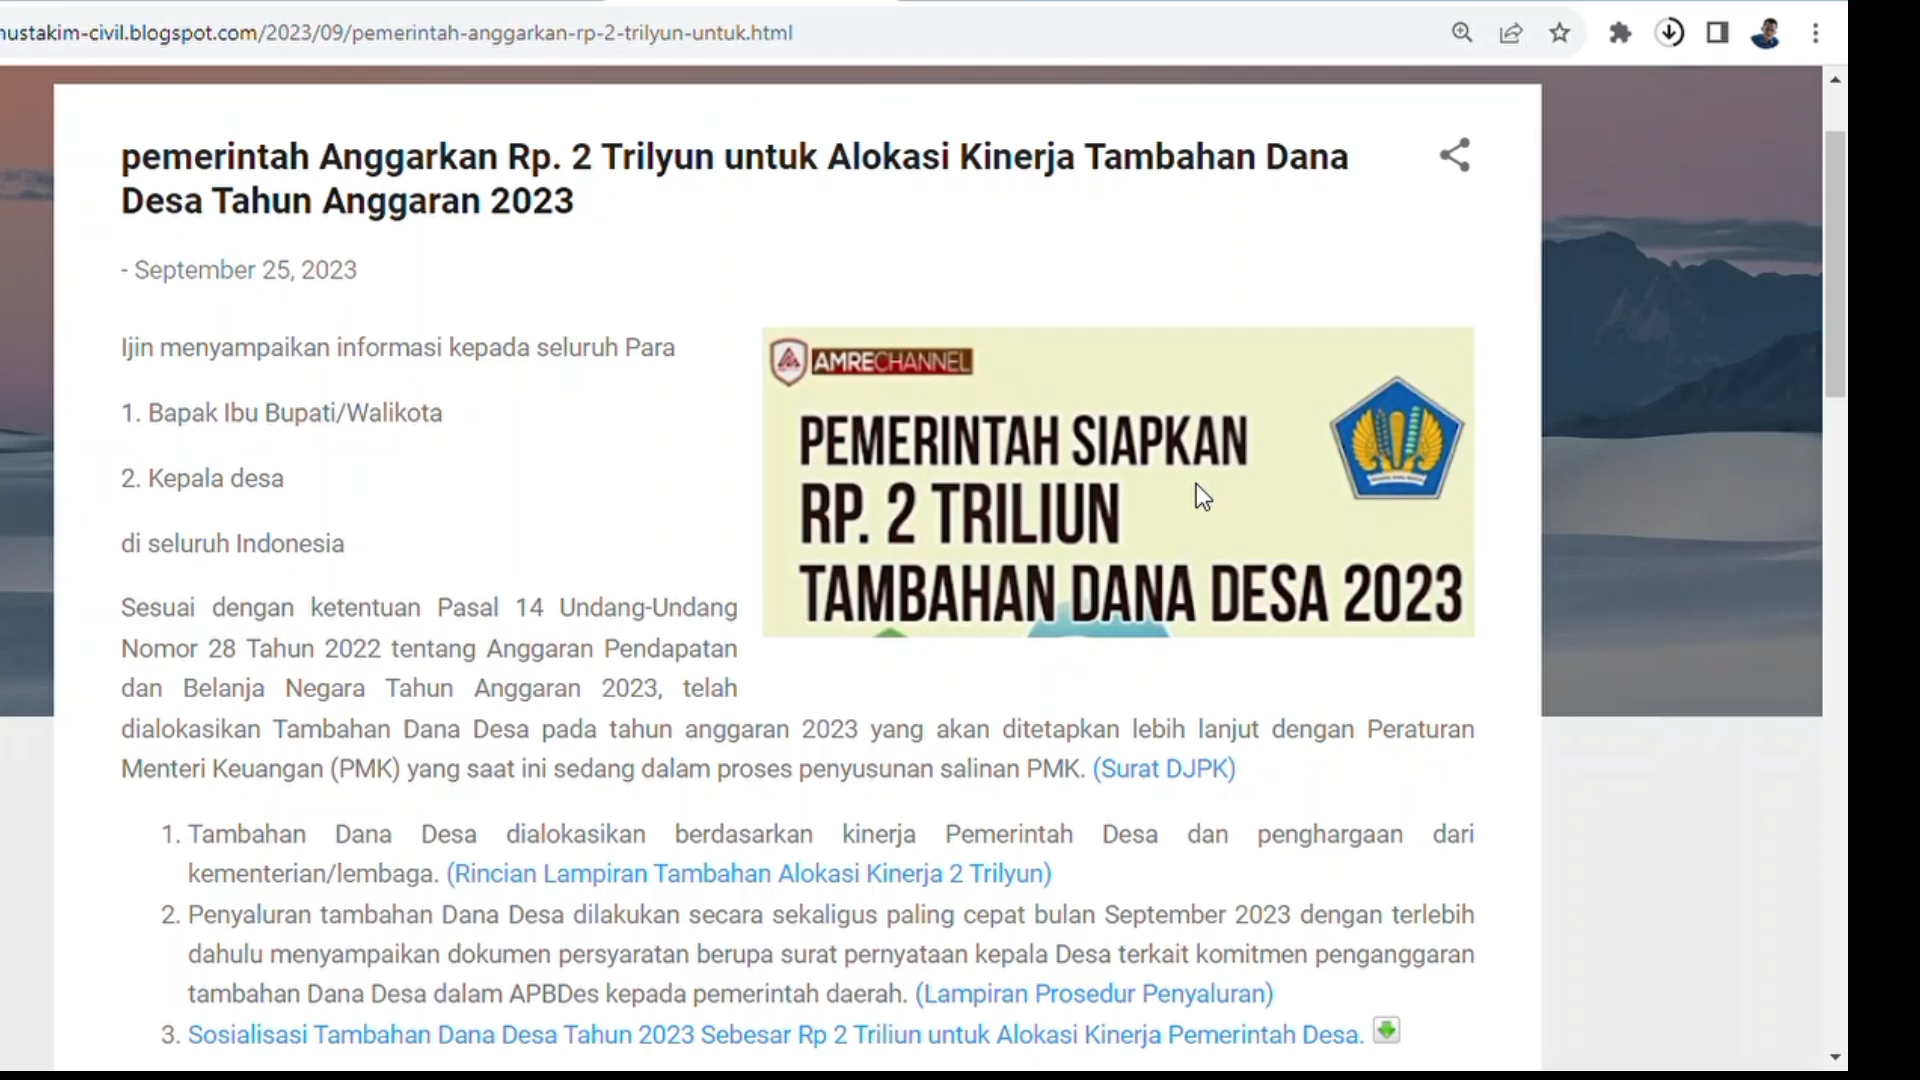 nustakim-civil.blogspot.com/2023/09/pemerintah-anggarkan-rp-2-trilyun-untuk.html
pemerintah Anggarkan Rp. 2 Trilyun untuk Alokasi Kinerja Tambahan Dana
Desa Tahun Anggaran 2023
- September 25, 2023
Ijin menyampaikan informasi kepada seluruh Para
1. Bapak Ibu Bupati/Walikota
2. Kepala desa
di seluruh Indonesia
AMRECHANNEL
PEMERINTAH SIAPKAN
RP. 2 TRILIUN
TAMBAHAN DANA DESA 2023
Sesuai dengan ketentuan Pasal 14 Undang-Undang
Nomor 28 Tahun 2022 tentang Anggaran Pendapatan
dan Belanja Negara Tahun Anggaran 2023, telah
dialokasikan Tambahan Dana Desa pada tahun anggaran 2023 yang akan ditetapkan lebih lanjut dengan Peraturan
Menteri Keuangan (PMK) yang saat ini sedang dalam proses penyusunan salinan PMK. (Surat DJPK)
1. Tambahan Dana Desa dialokasikan berdasarkan kinerja Pemerintah Desa dan penghargaan dari
kementerian/lembaga. (Rincian Lampiran Tambahan Alokasi Kinerja 2 Trilyun)
2. Penyaluran tambahan Dana Desa dilakukan secara sekaligus paling cepat bulan September 2023 dengan terlebih
dahulu menyampaikan dokumen persyaratan berupa surat pernyataan kepala Desa terkait komitmen penganggaran
tambahan Dana Desa dalam APBDes kepada pemerintah daerah. (Lampiran Prosedur Penyaluran)
3. Sosialisasi Tambahan Dana Desa Tahun 2023 Sebesar Rp 2 Triliun untuk Alokasi Kinerja Pemerintah Desa.